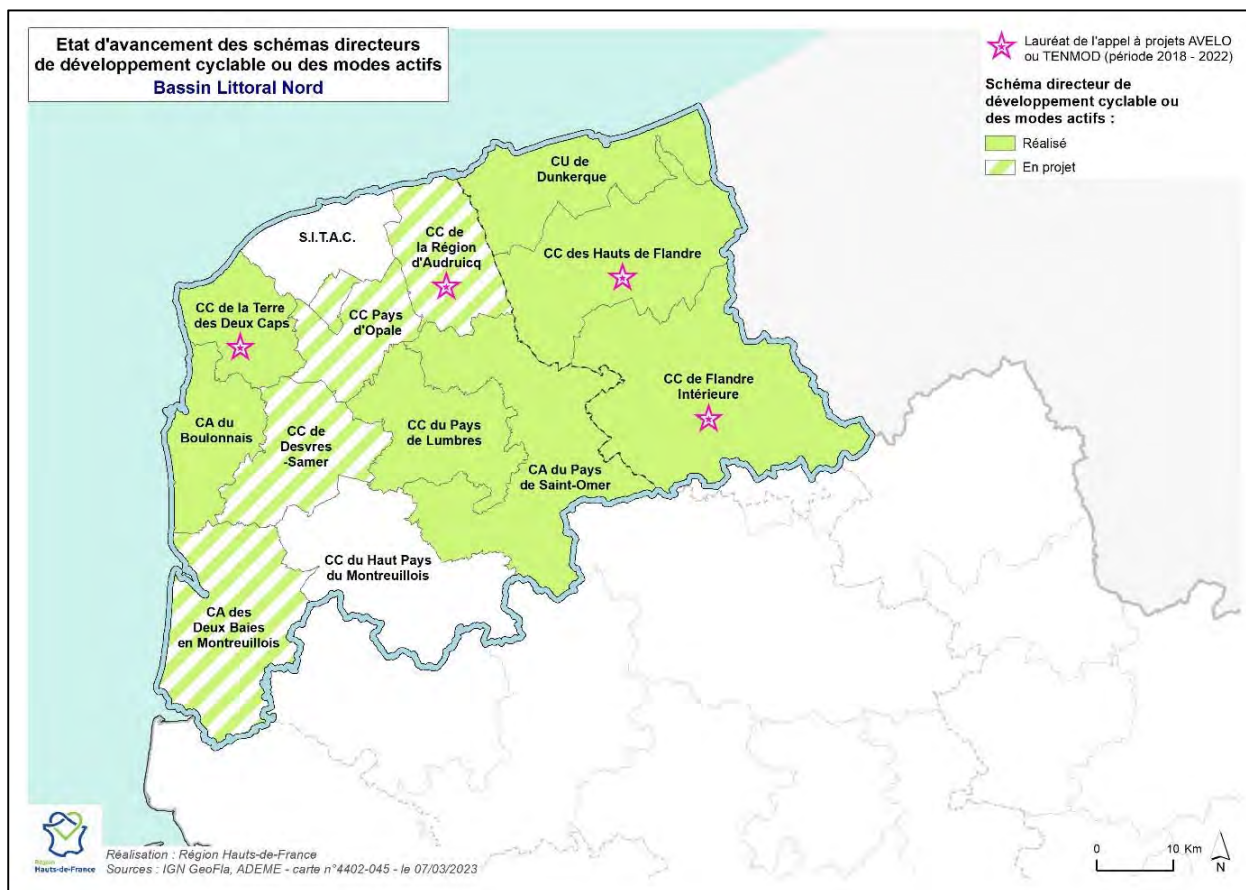 Etat d'avancement des schémas directeurs
de développement cyclable ou des modes actifs
Bassin Littoral Nord
Lauréat de l'appel à projets AVELO
ou TENMOD (période 2018 - 2022)
Schéma directeur de
développement cyclable ou
des modes actifs :
Réalisé
En projet
CU de
Dunkerque
S.I.T.A.C.
CC de
la Région
d'Audruicq
CC des Hauts de Flandre
CC de la Terre
des Deux Caps
CC Pays
d'Opale
CC de Flandre
Intérieure
CA du
Boulonnais
CC de
Desvres
-Samer
CC du Pays
de Lumbres
CA du Pays
de Saint-Omer
CC du Haut Pays
du Montreuillois
CA des
Deux Baies
en Montreuillois
Région
Hauts-de-France
Réalisation : Région Hauts-de-France
Sources : IGN GeoFla, ADEME - carte n°4402-045 - le 07/03/2023
0 10 Km
N